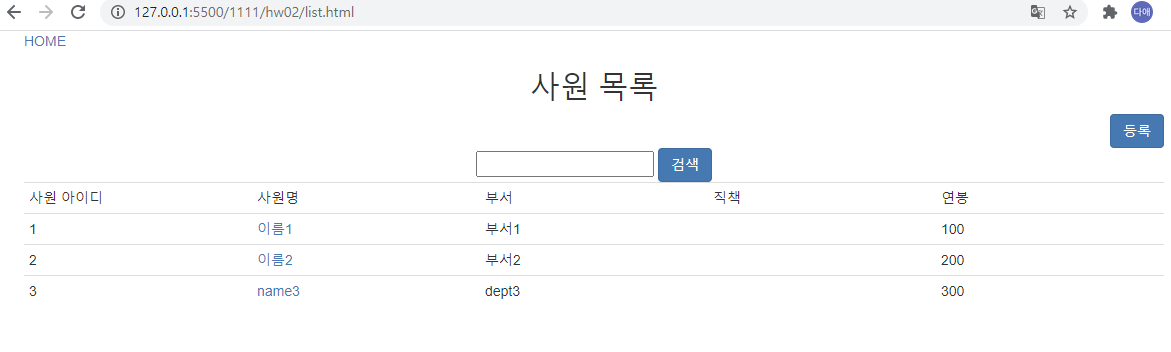 127.0.0.1:5500/1111/hw02/list.html
다애
HOME
사원 목록
등록
검색
사원 아이디 사원명 부서 직책 연봉
1 이름1 부서1 100
2 이름2 부서2 200
3 name3 dept3 300